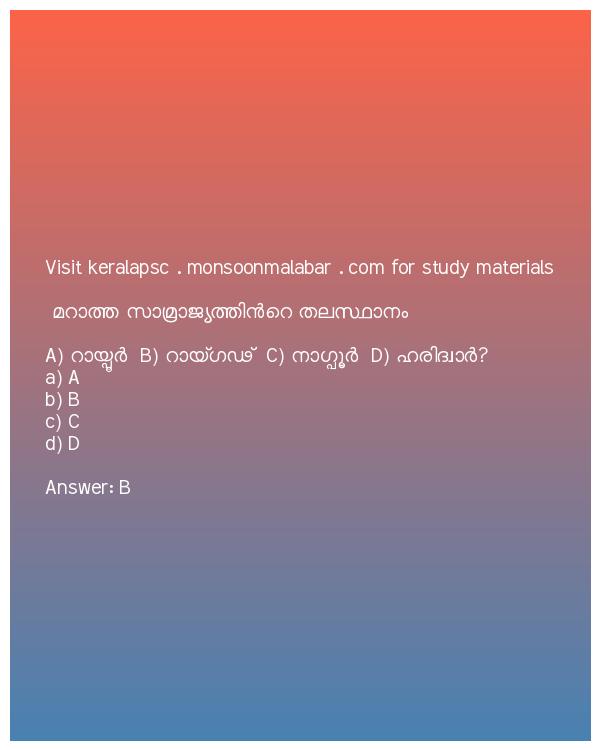 Visit keralapsc . monsoonmalabar . com for study materials
മറാത്ത സാമ്രാജ്യത്തിൻറെ തലസ്ഥാനം
A) റായ്പൂർ B) റായ്ഗഢ് C) നാഗ്പൂർ D) ഹരിദ്വാർ?
a) A
b) B
c) C
d) D
Answer: B